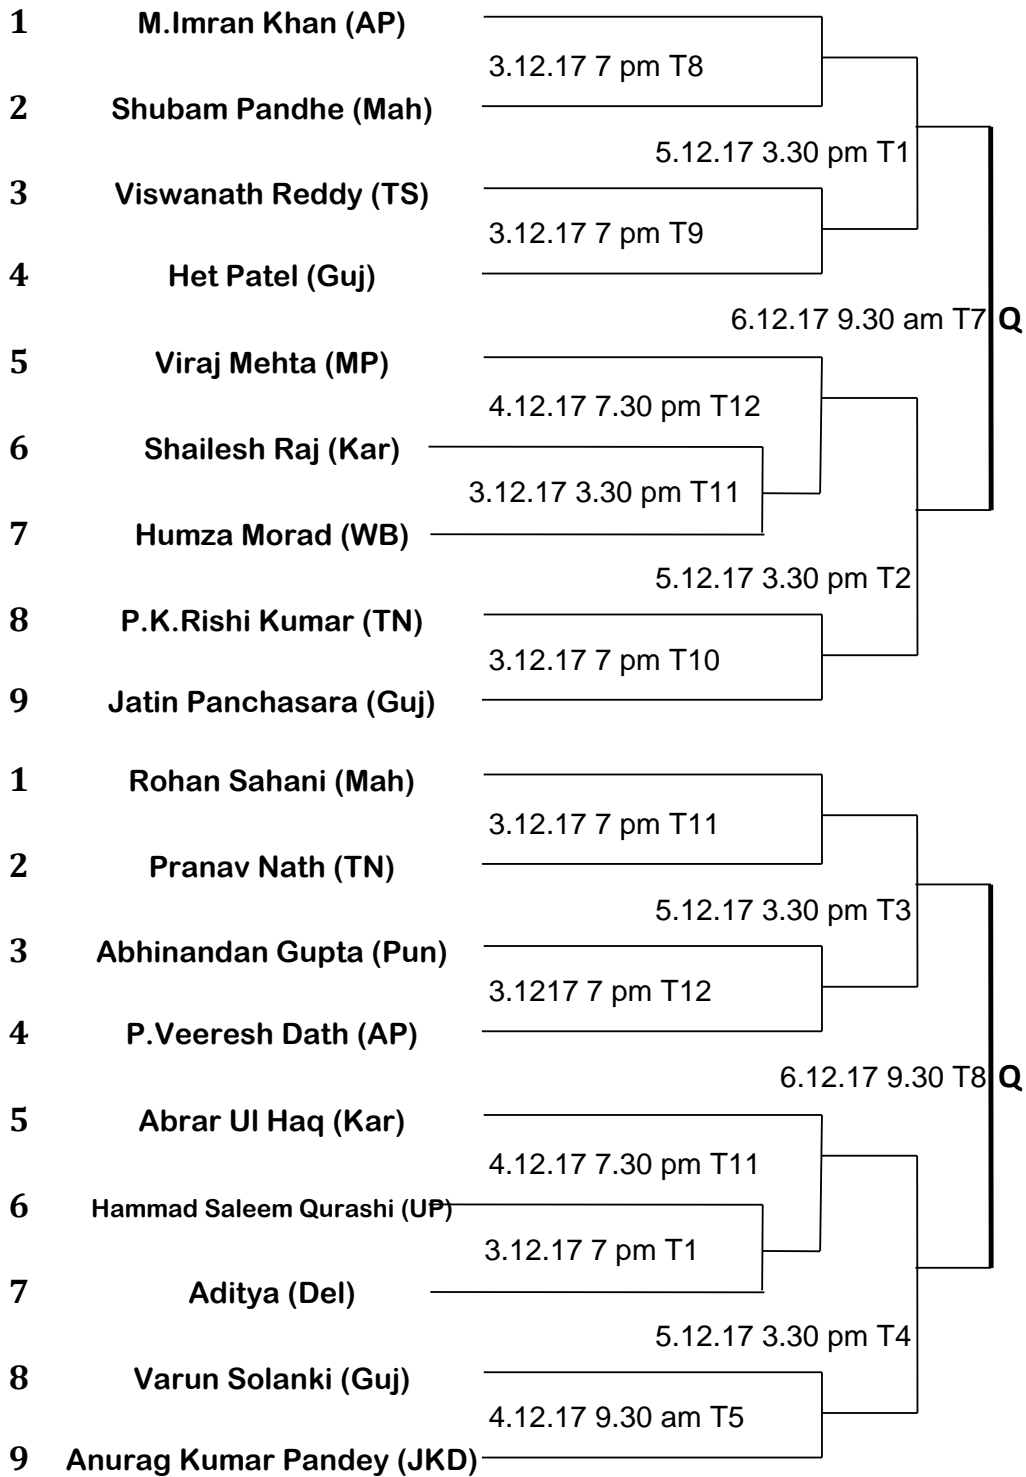 1 M.Imran Khan (AP)
3.12.17 7 pm T8
2 Shubam Pandhe (Mah)
5.12.17 3.30 pm T1
3 Viswanath Reddy (TS)
3.12.17 7 pm T9
4 Het Patel (Guj)
6.12.17 9.30 am T7 Q
5 Viraj Mehta (MP)
4.12.17 7.30 pm T12
6 Shailesh Raj (Kar)
3.12.17 3.30 pm T11
7 Humza Morad (WB)
5.12.17 3.30 pm T2
8 P.K.Rishi Kumar (TN)
3.12.17 7 pm T10
9 Jatin Panchasara (Guj)
1 Rohan Sahani (Mah)
3.12.17 7 pm T11
2 Pranav Nath (TN)
5.12.17 3.30 pm T3
3 Abhinandan Gupta (Pun)
3.1217 7 pm T12
4 P.Veeresh Dath (AP)
6.12.17 9.30 T8 Q
5 Abrar Ul Haq (Kar)
4.12.17 7.30 pm T11
6 Hammad Saleem Qurashi (UP)
3.12.17 7 pm T1
7 Aditya (Del)
5.12.17 3.30 pm T4
8 Varun Solanki (Guj)
4.12.17 9.30 am T5
9 Anurag Kumar Pandey (JKD)